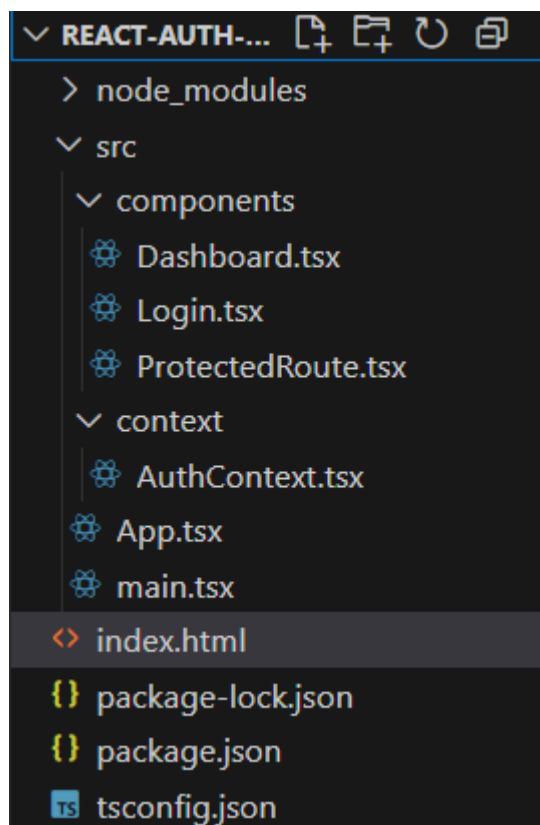 REACT-AUTH-...
node_modules
src
components
Dashboard.tsx
Login.tsx
ProtectedRoute.tsx
context
AuthContext.tsx
App.tsx
main.tsx
<> index.html
{} package-lock.json
{} package.json
TS tsconfig.json